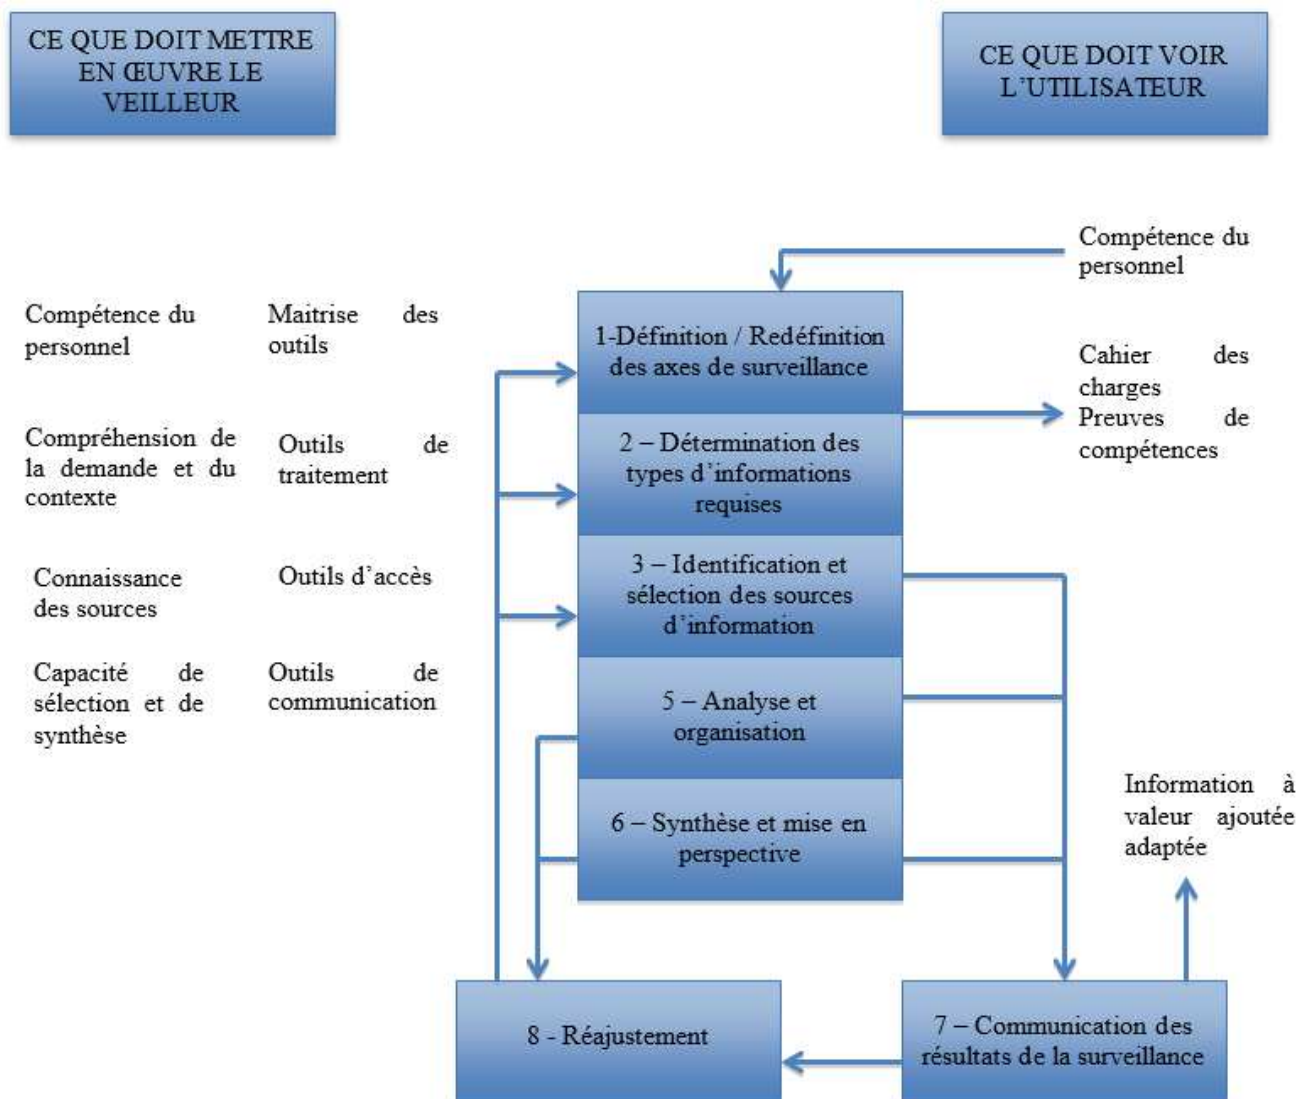 CE QUE DOIT METTRE
EN ŒUVRE LE
VEILLEUR
CE QUE DOIT VOIR
L’UTILISATEUR
Compétence du
personnel
Maitrise des
outils
Compréhension de
la demande et du
contexte
Outils de
traitement
Connaissance
des sources
Outils d’accès
Capacité de
sélection et de
synthèse
Outils de
communication
1-Définition / Redéfinition
des axes de surveillance
2 – Détermination des
types d’informations
requises
3 – Identification et
sélection des sources
d’information
5 – Analyse et
organisation
6 – Synthèse et mise en
perspective
Compétence du
personnel
Cahier des
charges
Preuves de
compétences
Information à
valeur ajoutée
adaptée
8 - Réajustement
7 – Communication des
résultats de la surveillance